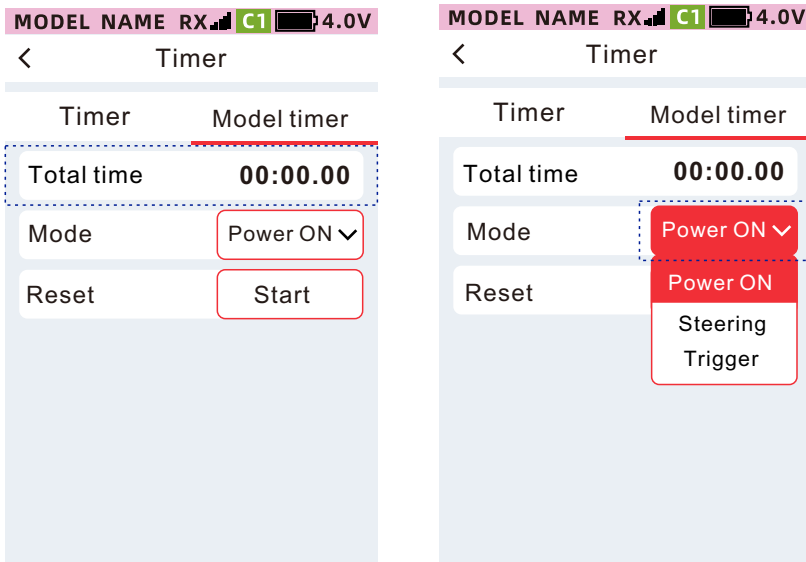 MODEL NAME RX C1 4.0V
Timer
Timer Model timer
Total time 00:00.00
Mode Power ON
Reset Start
MODEL NAME RX C1 4.0V
Timer
Timer Model timer
Total time 00:00.00
Mode Power ON
Reset Power ON
Steering
Trigger